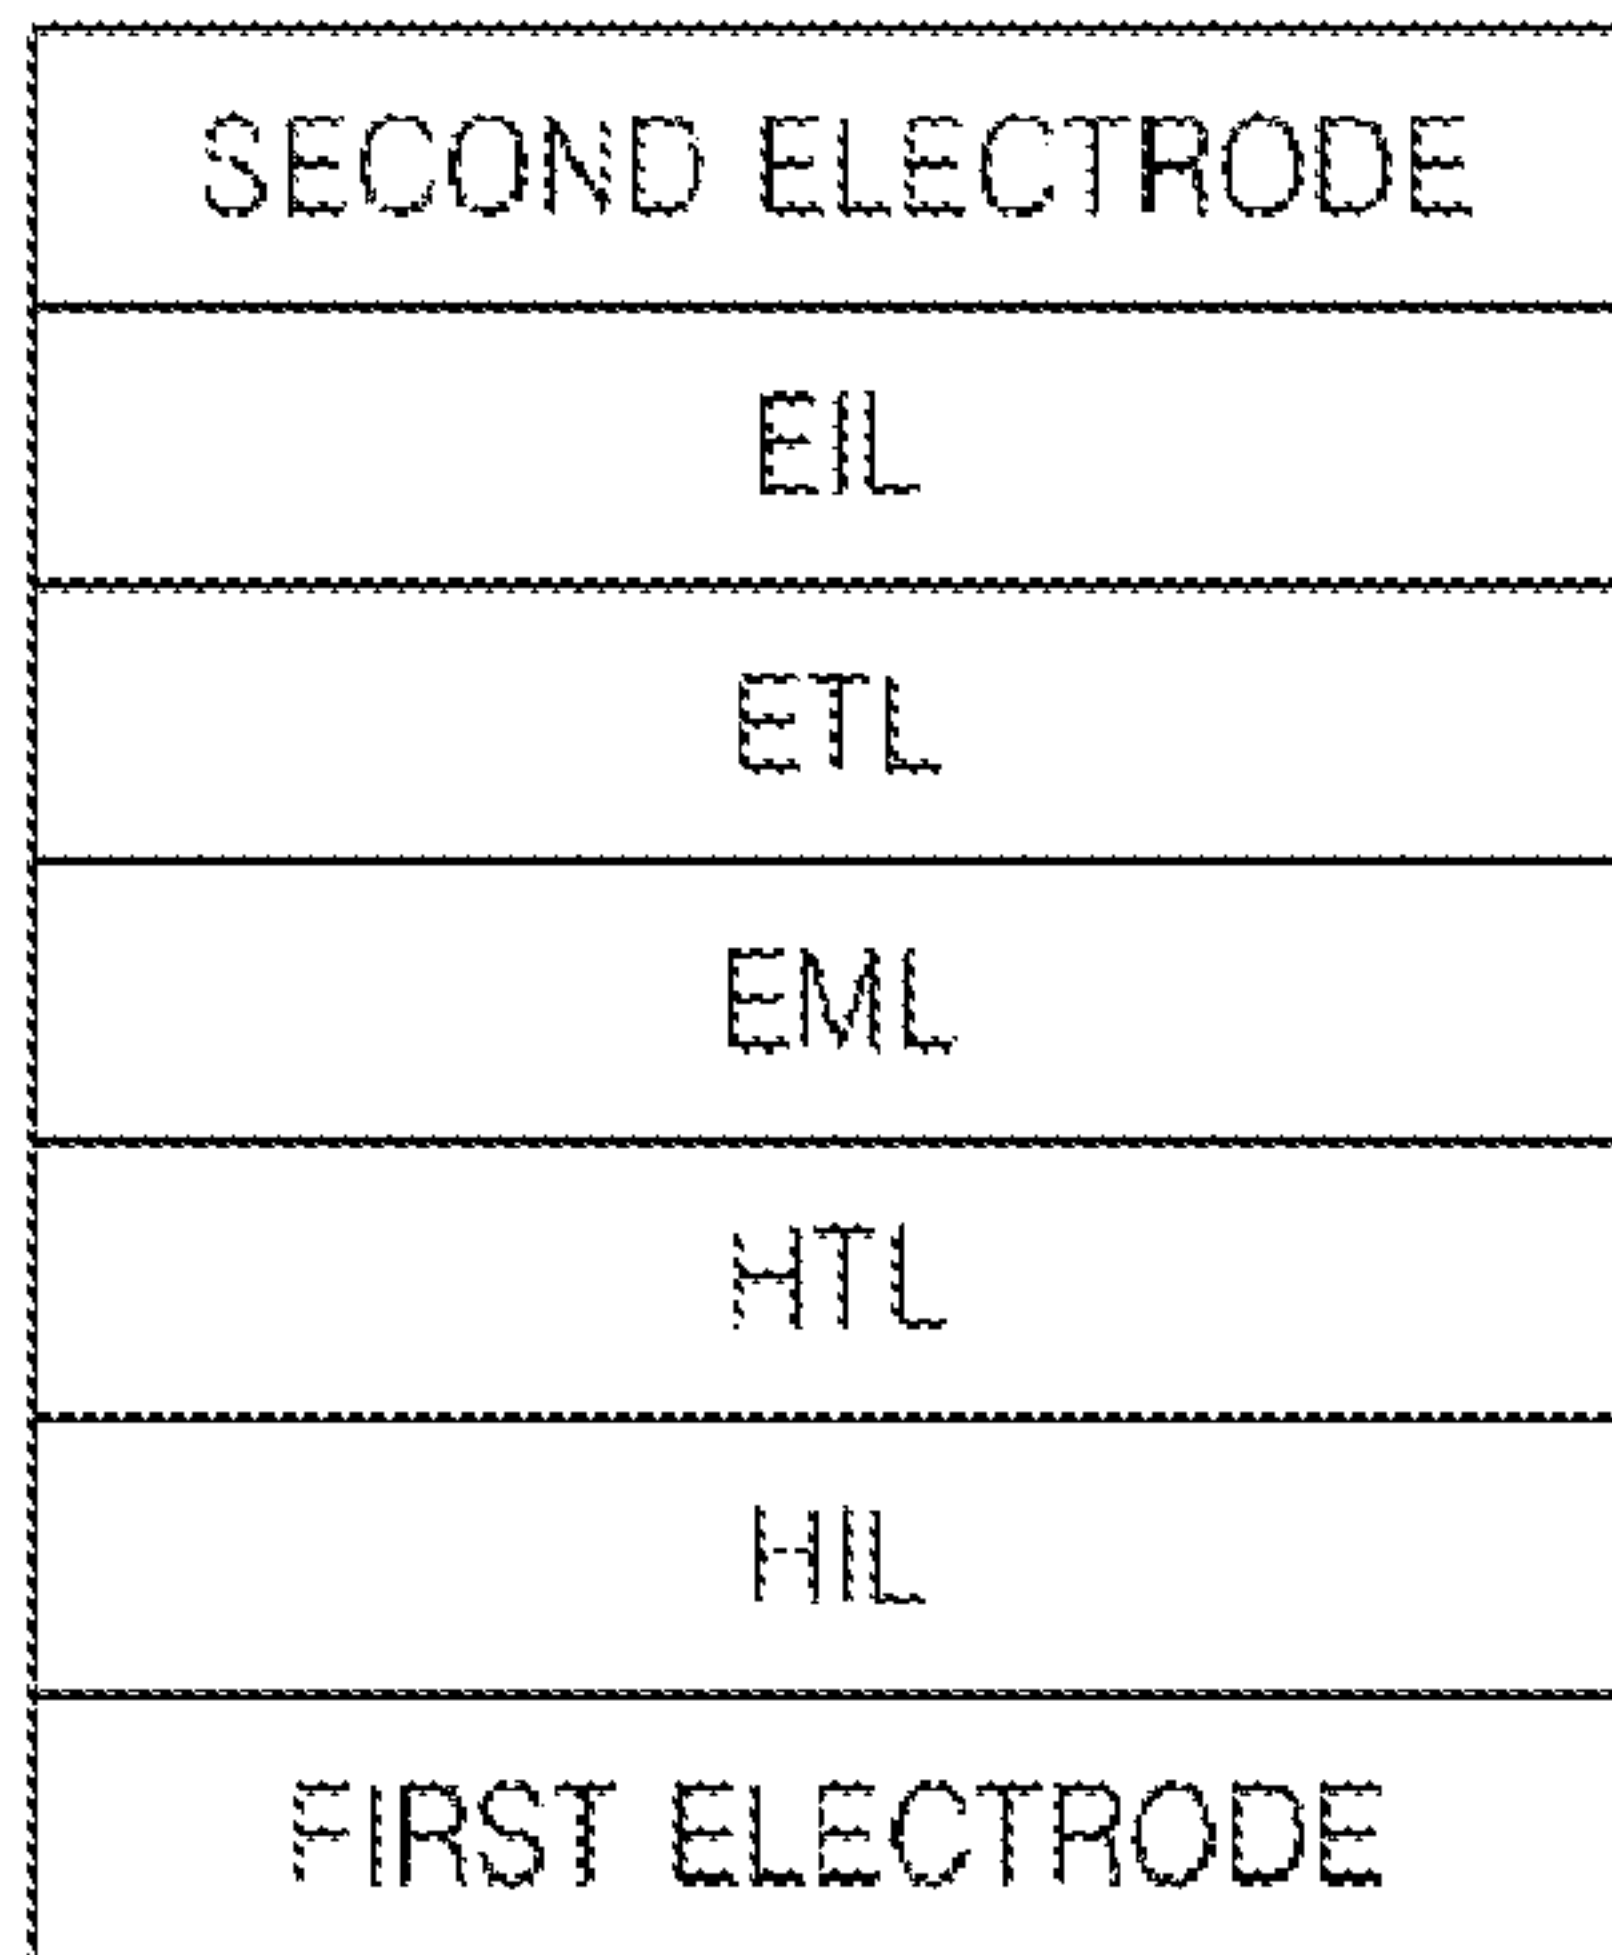 SECOND ELECTRODE
EIL
ETL
EML
HTL
HIL
FIRST ELECTRODE